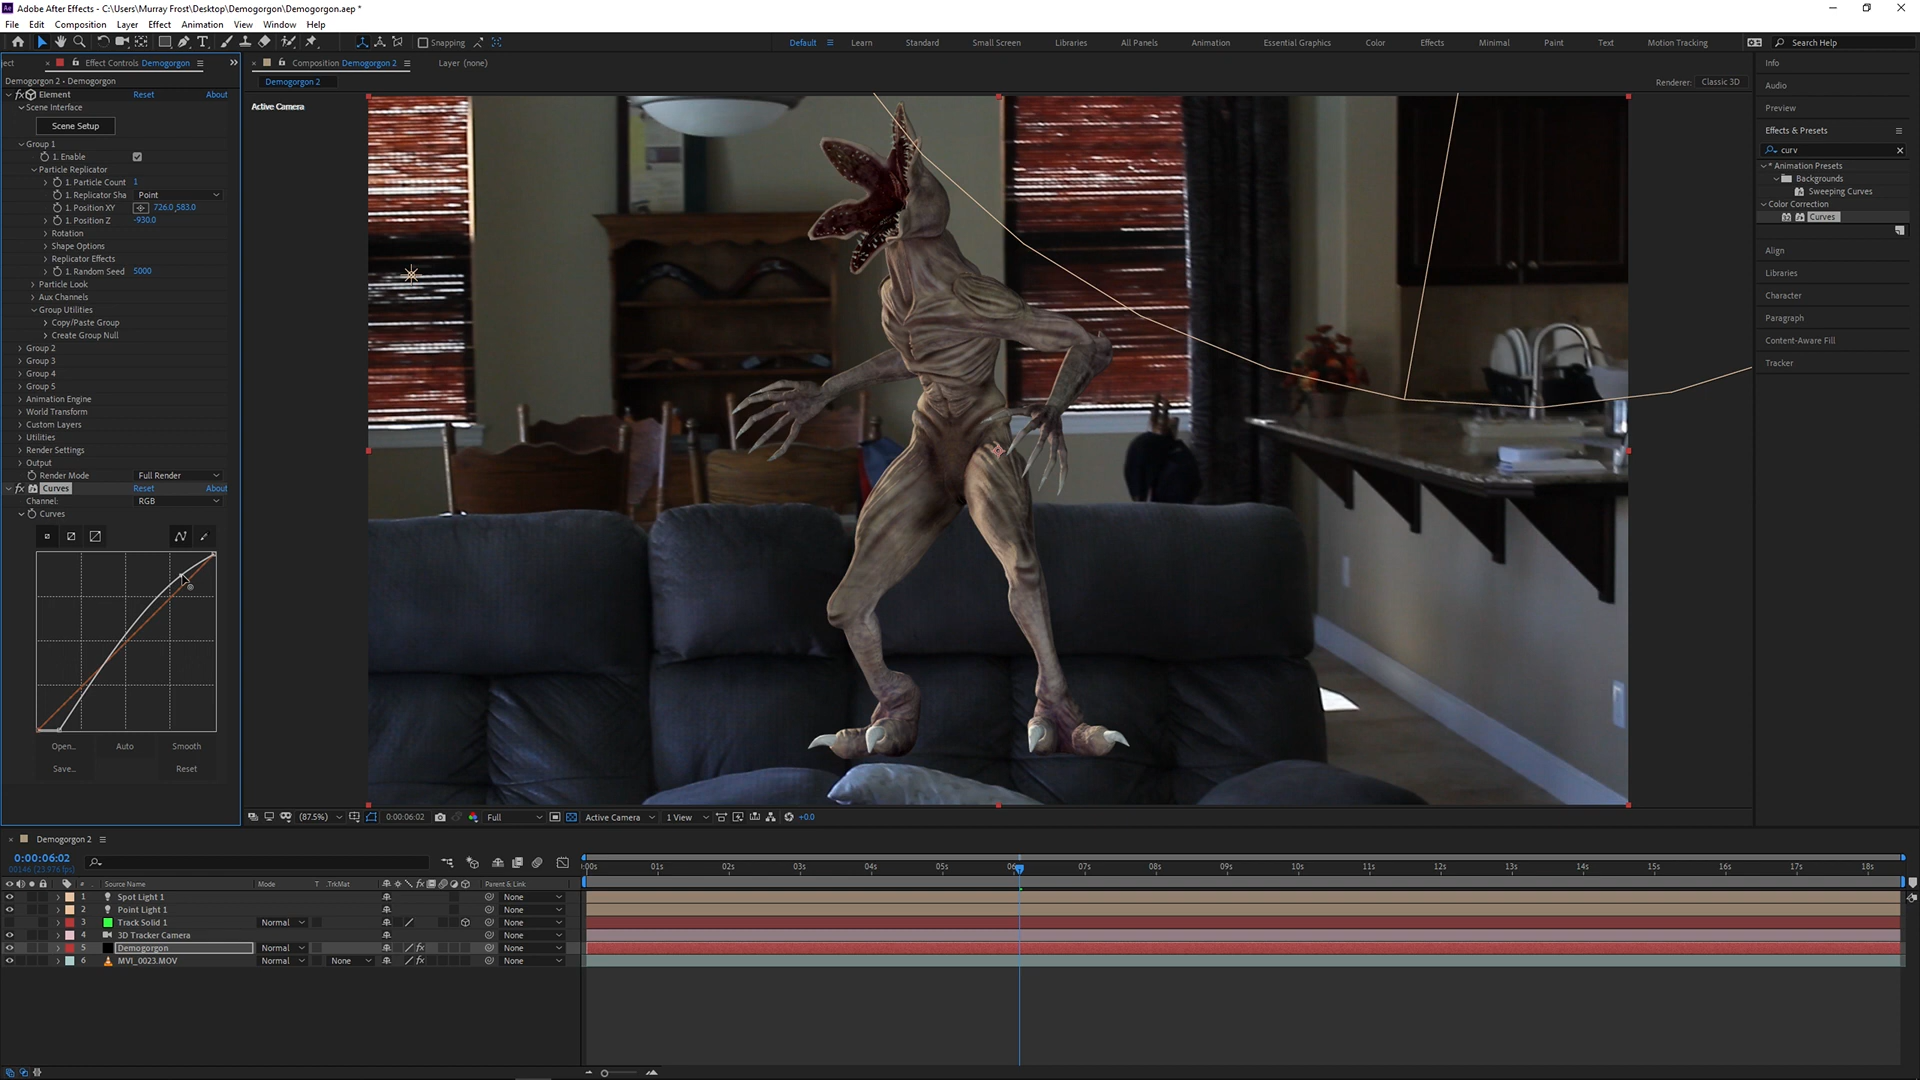 Adobe After Effects - C:\Users\Murray Frost\Desktop\Demogorgon\Demogorgon.aep *
File Edit Composition Layer Effect Animation View Window Help
Snapping
Default Learn Standard Small Screen Libraries All Panels Animation Essential Graphics Color Effects Minimal Paint Text Motion Tracking Search Help
ject Effect Controls Demogorgon
Composition Demogorgon 2 Layer (none)
Demogorgon 2 • Demogorgon
Demogorgon 2
Renderer: Classic 3D
Active Camera
Element Reset About
Scene Interface
Scene Setup
Group 1
1. Enable
Particle Replicator
1. Particle Count 1
1. Replicator Sha Point
1. Position XY 726.0,583.0
1. Position Z -930.0
Rotation
Shape Options
Replicator Effects
1. Random Seed 5000
Particle Look
Aux Channels
Group Utilities
Copy/Paste Group
Create Group Null
Group 2
Group 3
Group 4
Group 5
Animation Engine
World Transform
Custom Layers
Utilities
Render Settings
Output
Render Mode Full Render
Curves Reset About
Channel: RGB
Curves
Open... Auto Smooth
Save... Reset
(87.5%) 0:00:06:02 Full Active Camera 1 View +0.0
Info
Audio
Preview
Effects & Presets
curv
* Animation Presets
Backgrounds
Sweeping Curves
Color Correction
Curves
Align
Libraries
Character
Paragraph
Content-Aware Fill
Tracker
Demogorgon 2
0:00:06:02
00146 (23.976 fps)
:00s 01s 02s 03s 04s 05s 06s 07s 08s 09s 10s 11s 12s 13s 14s 15s 16s 17s 18s
# Source Name Mode T .TrkMat Parent & Link
1 Spot Light 1 None
2 Point Light 1 None
3 Track Solid 1 Normal None
4 3D Tracker Camera None
5 Demogorgon Normal None
6 MVI_0023.MOV Normal None None